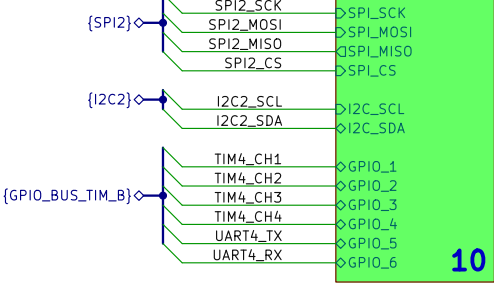 SPI2_SCK
SPI_SCK
{SPI2}
SPI2_MOSI
SPI_MOSI
SPI2_MISO
SPI_MISO
SPI2_CS
SPI_CS
{I2C2}
I2C2_SCL
I2C_SCL
I2C2_SDA
I2C_SDA
TIM4_CH1
GPIO_1
TIM4_CH2
GPIO_2
{GPIO_BUS_TIM_B}
TIM4_CH3
GPIO_3
TIM4_CH4
GPIO_4
UART4_TX
GPIO_5
UART4_RX
GPIO_6
10